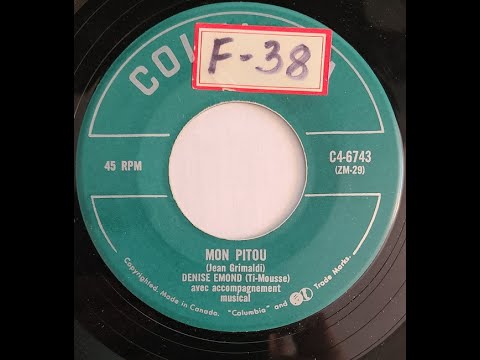 F-38
45 RPM
C4-6743
(ZM-29)
MON PITOU
(Jean Grimaldi)
DENISE EMOND (Ti-Mousse)
avec accompagnement
musical
Copyrighted. Made in Canada. "Columbia" and Trade Marks.